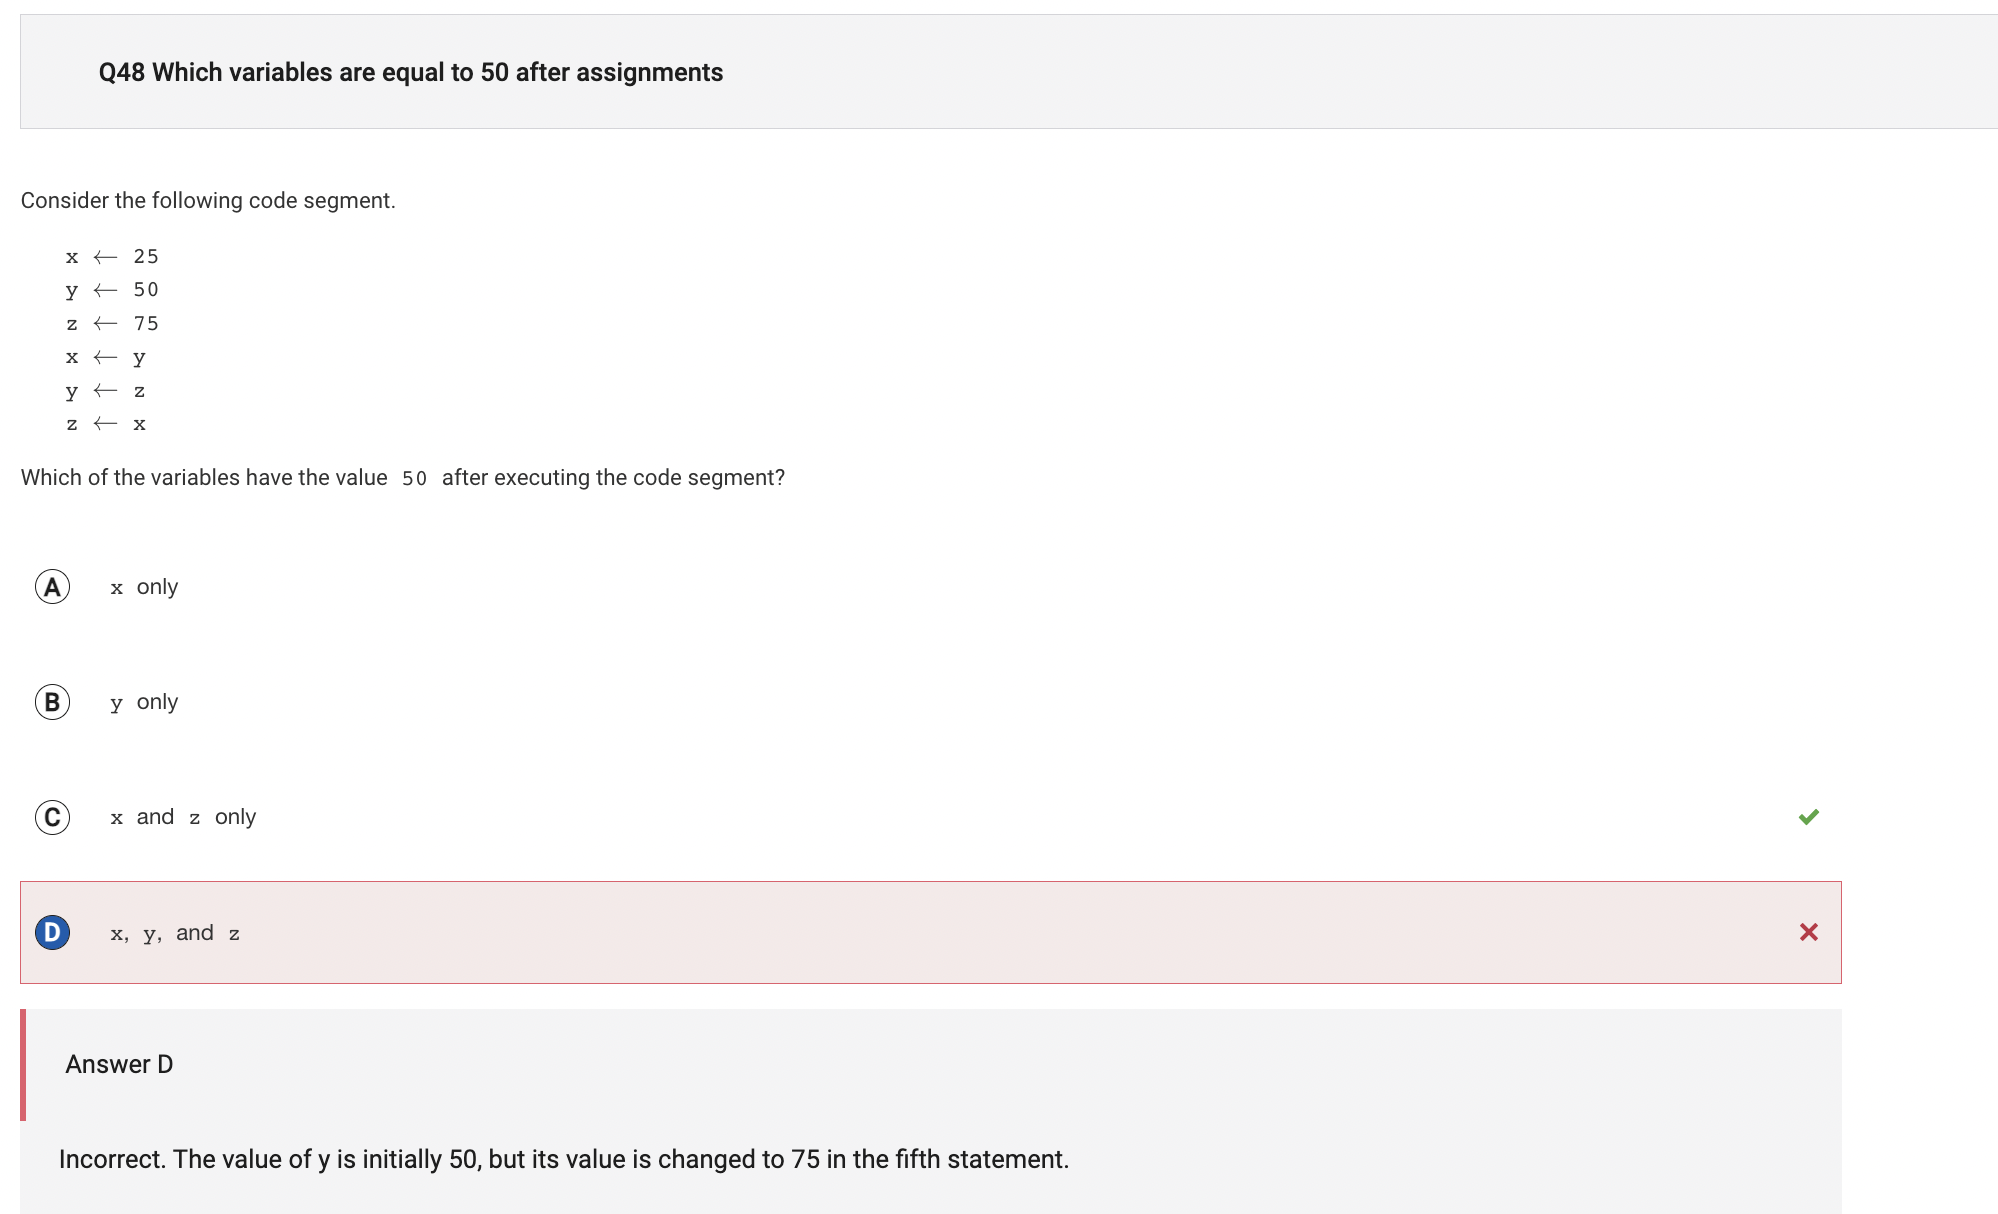 Q48 Which variables are equal to 50 after assignments
Consider the following code segment.
x ← 25
y ← 50
z ← 75
x ← y
y ← z
z ← x
Which of the variables have the value 50 after executing the code segment?
A x only
B y only
C x and z only
D x, y, and z
Answer D
Incorrect. The value of y is initially 50, but its value is changed to 75 in the fifth statement.